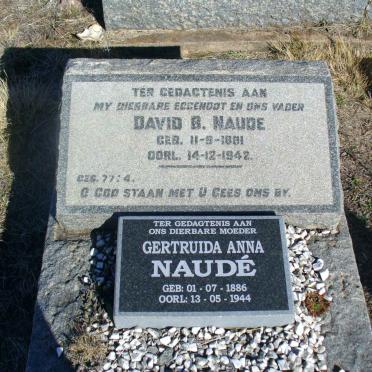 TER GEDAGTENIS AAN
MY DIERBARE EGGENOOT EN ONS VADER
DAVID B. NAUDE
GEB. 11-9-1881
OORL. 14-12-1942.
GES. 77:4.
O GOD STAAN MET U GEES ONS BY.
TER GEDAGTENIS AAN
ONS DIERBARE MOEDER
GERTRUIDA ANNA
NAUDÉ
GEB: 01 - 07 - 1886
OORL: 13 - 05 - 1944